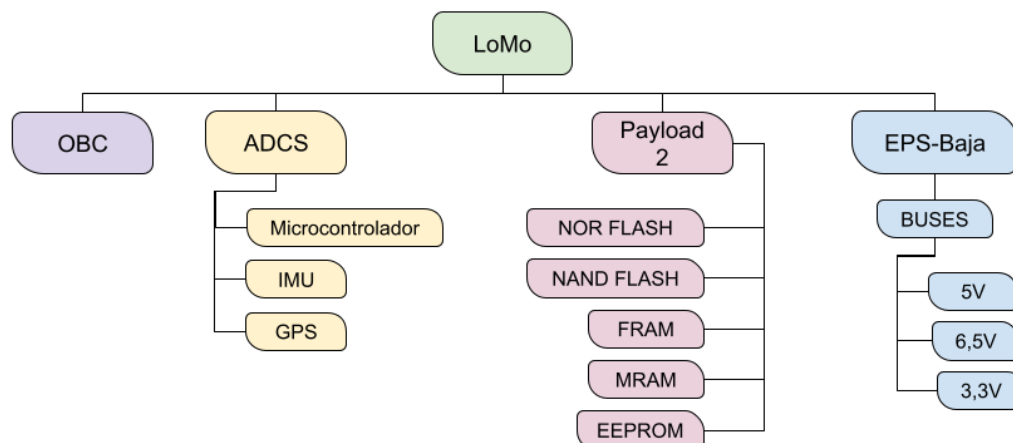 LoMo
OBC
ADCS
Payload
2
EPS-Baja
Microcontrolador
IMU
GPS
NOR FLASH
NAND FLASH
FRAM
MRAM
EEPROM
BUSES
5V
6,5V
3,3V